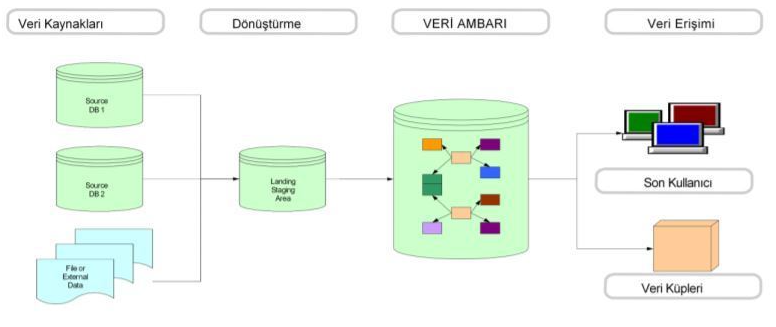 Veri Kaynakları
Dönüştürme
VERİ AMBARI
Veri Erişimi
Source
DB 1
Source
DB 2
File or
External
Data
Landing
Staging
Area
Son Kullanıcı
Veri Küpleri